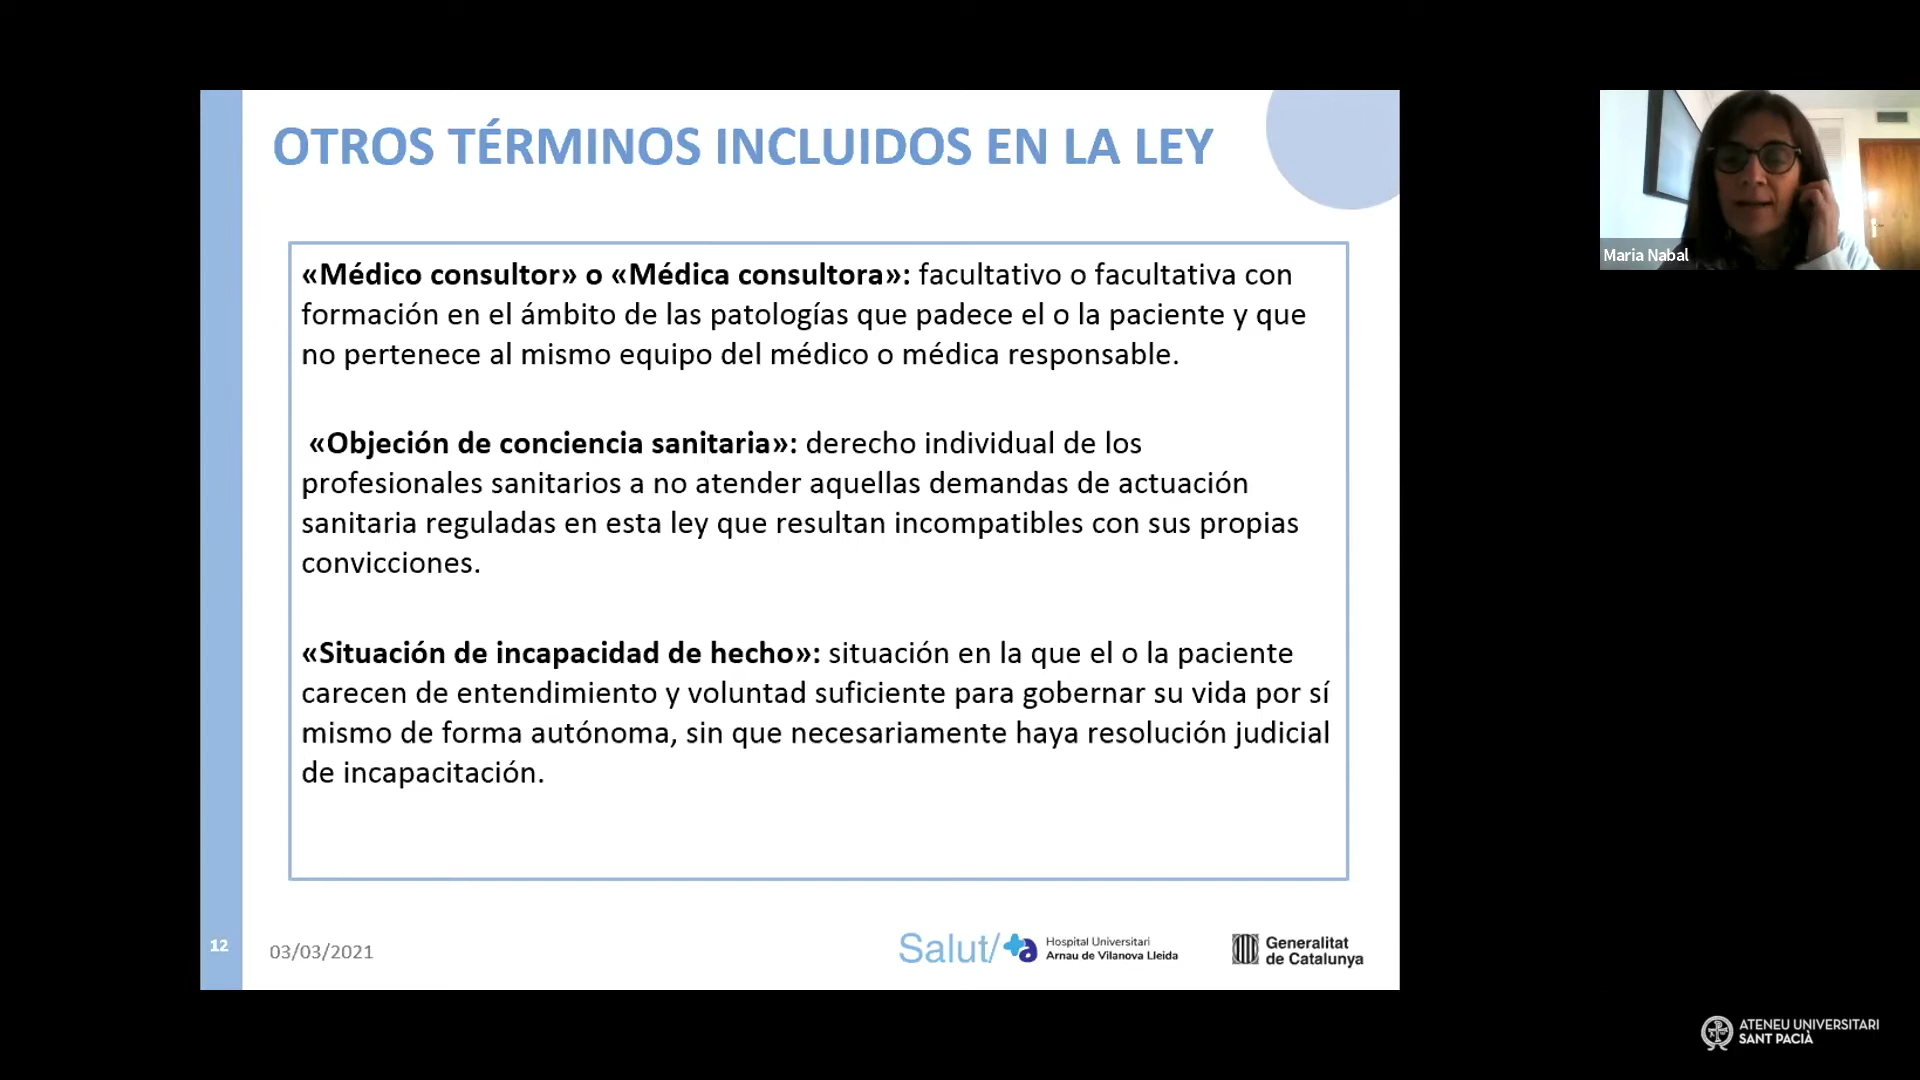 OTROS TÉRMINOS INCLUIDOS EN LA LEY
«Médico consultor» o «Médica consultora»: facultativo o facultativa con
formación en el ámbito de las patologías que padece el o la paciente y que
no pertenece al mismo equipo del médico o médica responsable.
«Objeción de conciencia sanitaria»: derecho individual de los
profesionales sanitarios a no atender aquellas demandas de actuación
sanitaria reguladas en esta ley que resultan incompatibles con sus propias
convicciones.
«Situación de incapacidad de hecho»: situación en la que el o la paciente
carecen de entendimiento y voluntad suficiente para gobernar su vida por sí
mismo de forma autónoma, sin que necesariamente haya resolución judicial
de incapacitación.
12
03/03/2021
Salut/
Hospital Universitari
Arnau de Vilanova Lleida
Generalitat
de Catalunya
Maria Nabal
ATENEU UNIVERSITARI
SANT PACIÀ